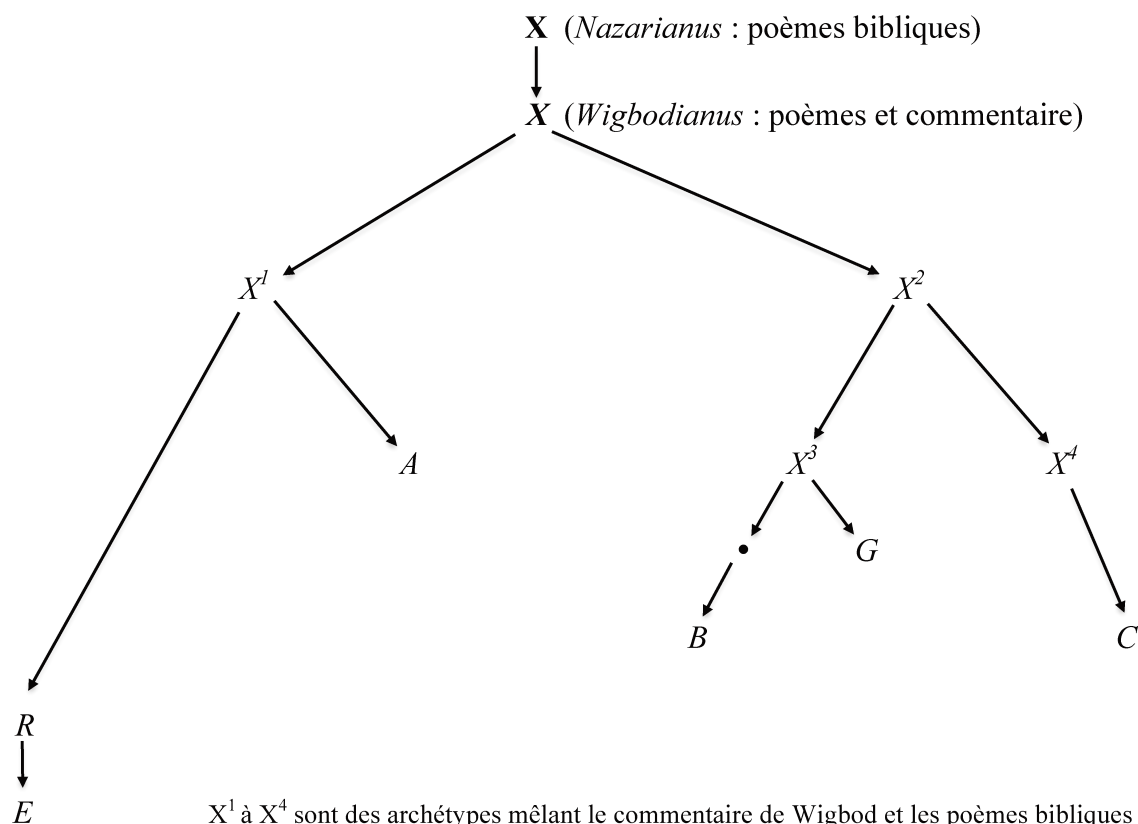 X (Nazarianus : poèmes bibliques)
X (Wigbodianus : poèmes et commentaire)
X¹ X²
A X³ X⁴
G
B C
R
E X¹ à X⁴ sont des archétypes mêlant le commentaire de Wigbod et les poèmes bibliques